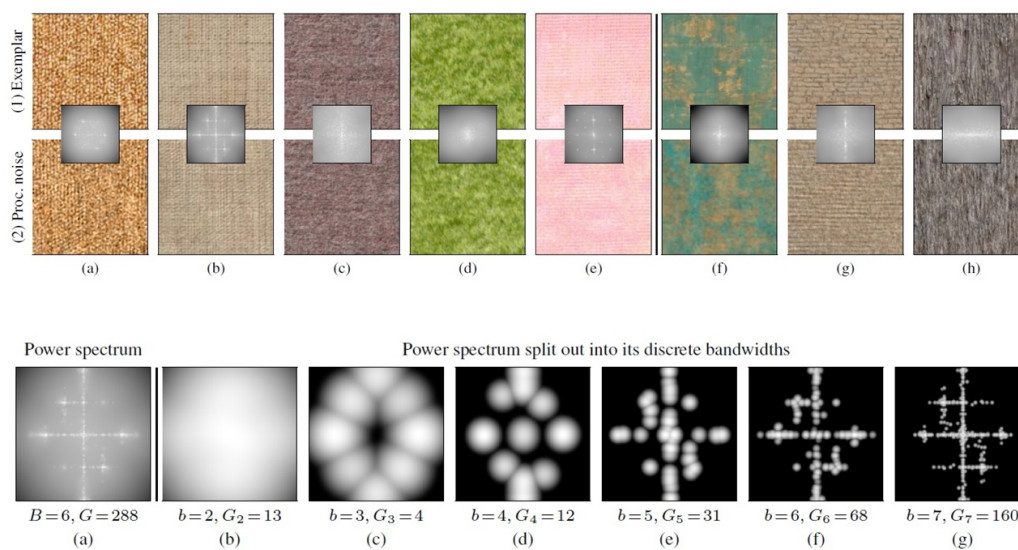 (1) Exemplar
(2) Proc. noise
(a) (b) (c) (d) (e) (f) (g) (h)
Power spectrum Power spectrum split out into its discrete bandwidths
B=6, G=288 b=2, G₂=13 b=3, G₃=4 b=4, G₄=12 b=5, G₅=31 b=6, G₆=68 b=7, G₇=160
(a) (b) (c) (d) (e) (f) (g)